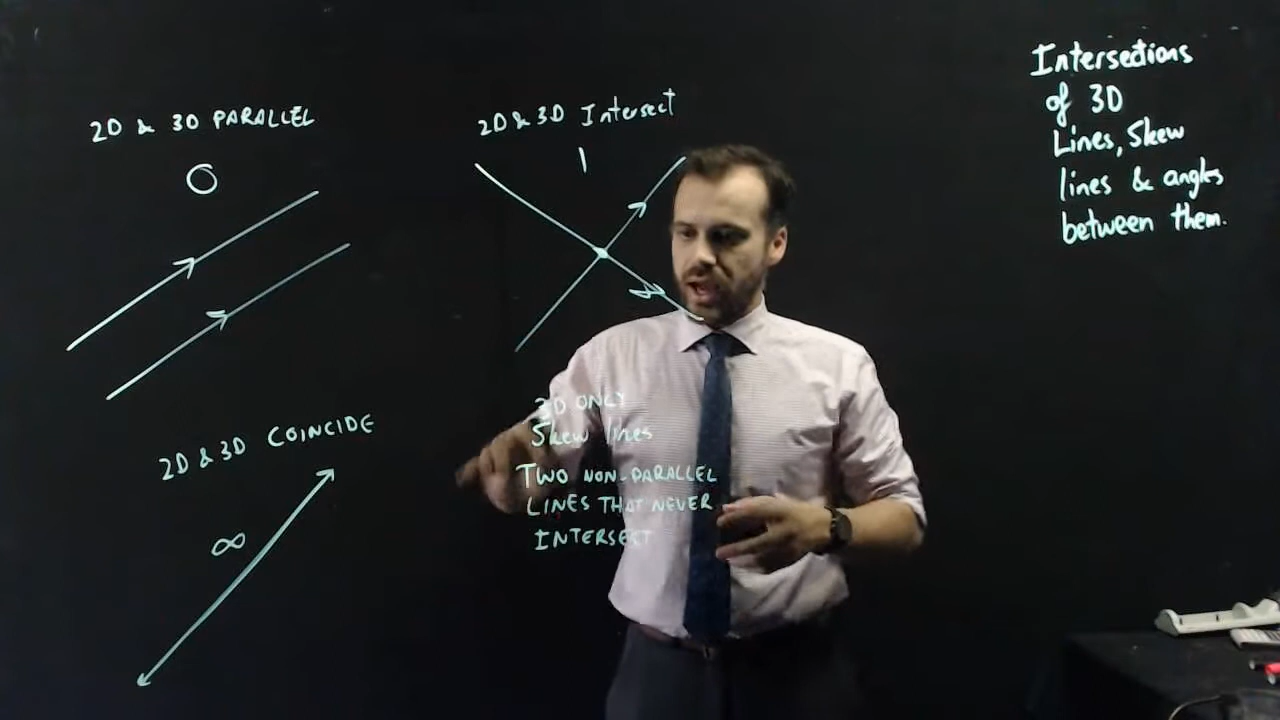 2D & 3D PARALLEL
O
2D & 3D Intersect
1
2D & 3D COINCIDE
∞
3D ONLY
Skew lines
TWO NON-PARALLEL
LINES THAT NEVER
INTERSECT
Intersections
of 3D
Lines, Skew
lines & angles
between them.